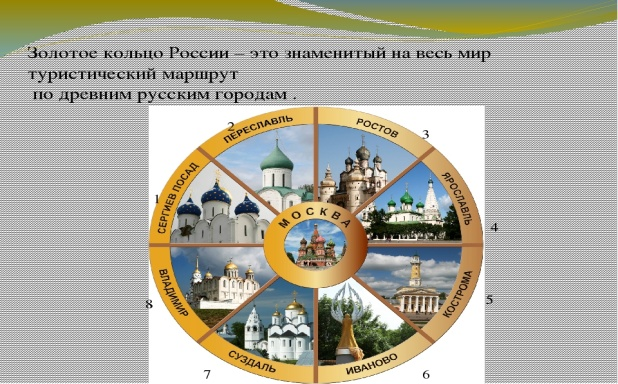 Золотое кольцо России – это знаменитый на весь мир
туристический маршрут
по древним русским городам .
2
ПЕРЕСЛАВЛЬ
РОСТОВ
3
1
СЕРГИЕВ ПОСАД
ЯРОСЛАВЛЬ
4
МОСКВА
8
ВЛАДИМИР
КОСТРОМА
5
7
СУЗДАЛЬ
ИВАНОВО
6